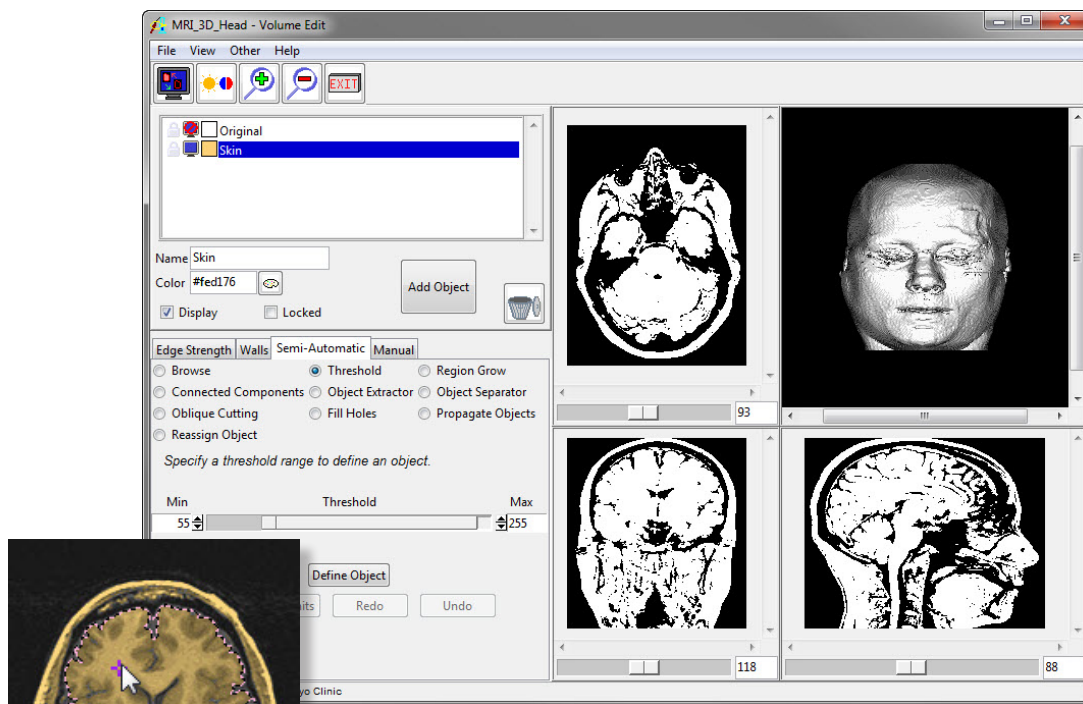 MRI_3D_Head - Volume Edit
File View Other Help
EXIT
Original
Skin
Name Skin
Color #fed176
Add Object
Display Locked
Edge Strength Walls Semi-Automatic Manual
Browse Threshold Region Grow
Connected Components Object Extractor Object Separator
Oblique Cutting Fill Holes Propagate Objects
Reassign Object
Specify a threshold range to define an object.
Min Threshold Max
55 255
Define Object
Redo Undo
Clinic
93
118
88